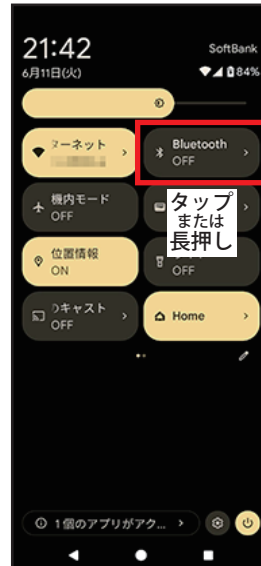 21:42
SoftBank
6月11日(火)
84%
ターネット
Bluetooth
OFF
機内モード
OFF
タップ
または
長押し
位置情報
ON
OFF
キャスト
OFF
Home
1個のアプリがアク...